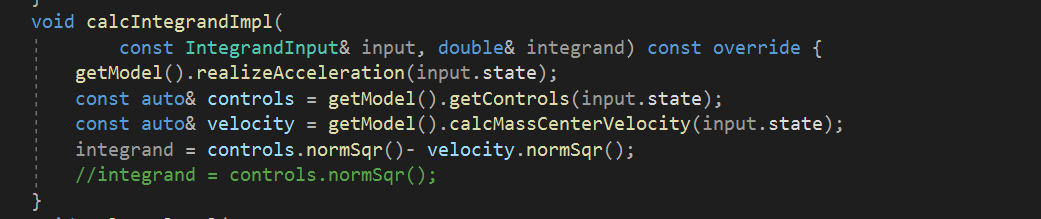 void calcIntegrandImpl(
const IntegrandInput& input, double& integrand) const override {
getModel().realizeAcceleration(input.state);
const auto& controls = getModel().getControls(input.state);
const auto& velocity = getModel().calcMassCenterVelocity(input.state);
integrand = controls.normSqr()- velocity.normSqr();
//integrand = controls.normSqr();
}